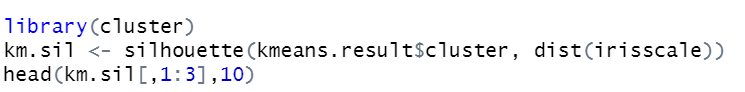 library(cluster)
km.sil <- silhouette(kmeans.result$cluster, dist(irisscale))
head(km.sil[,1:3],10)